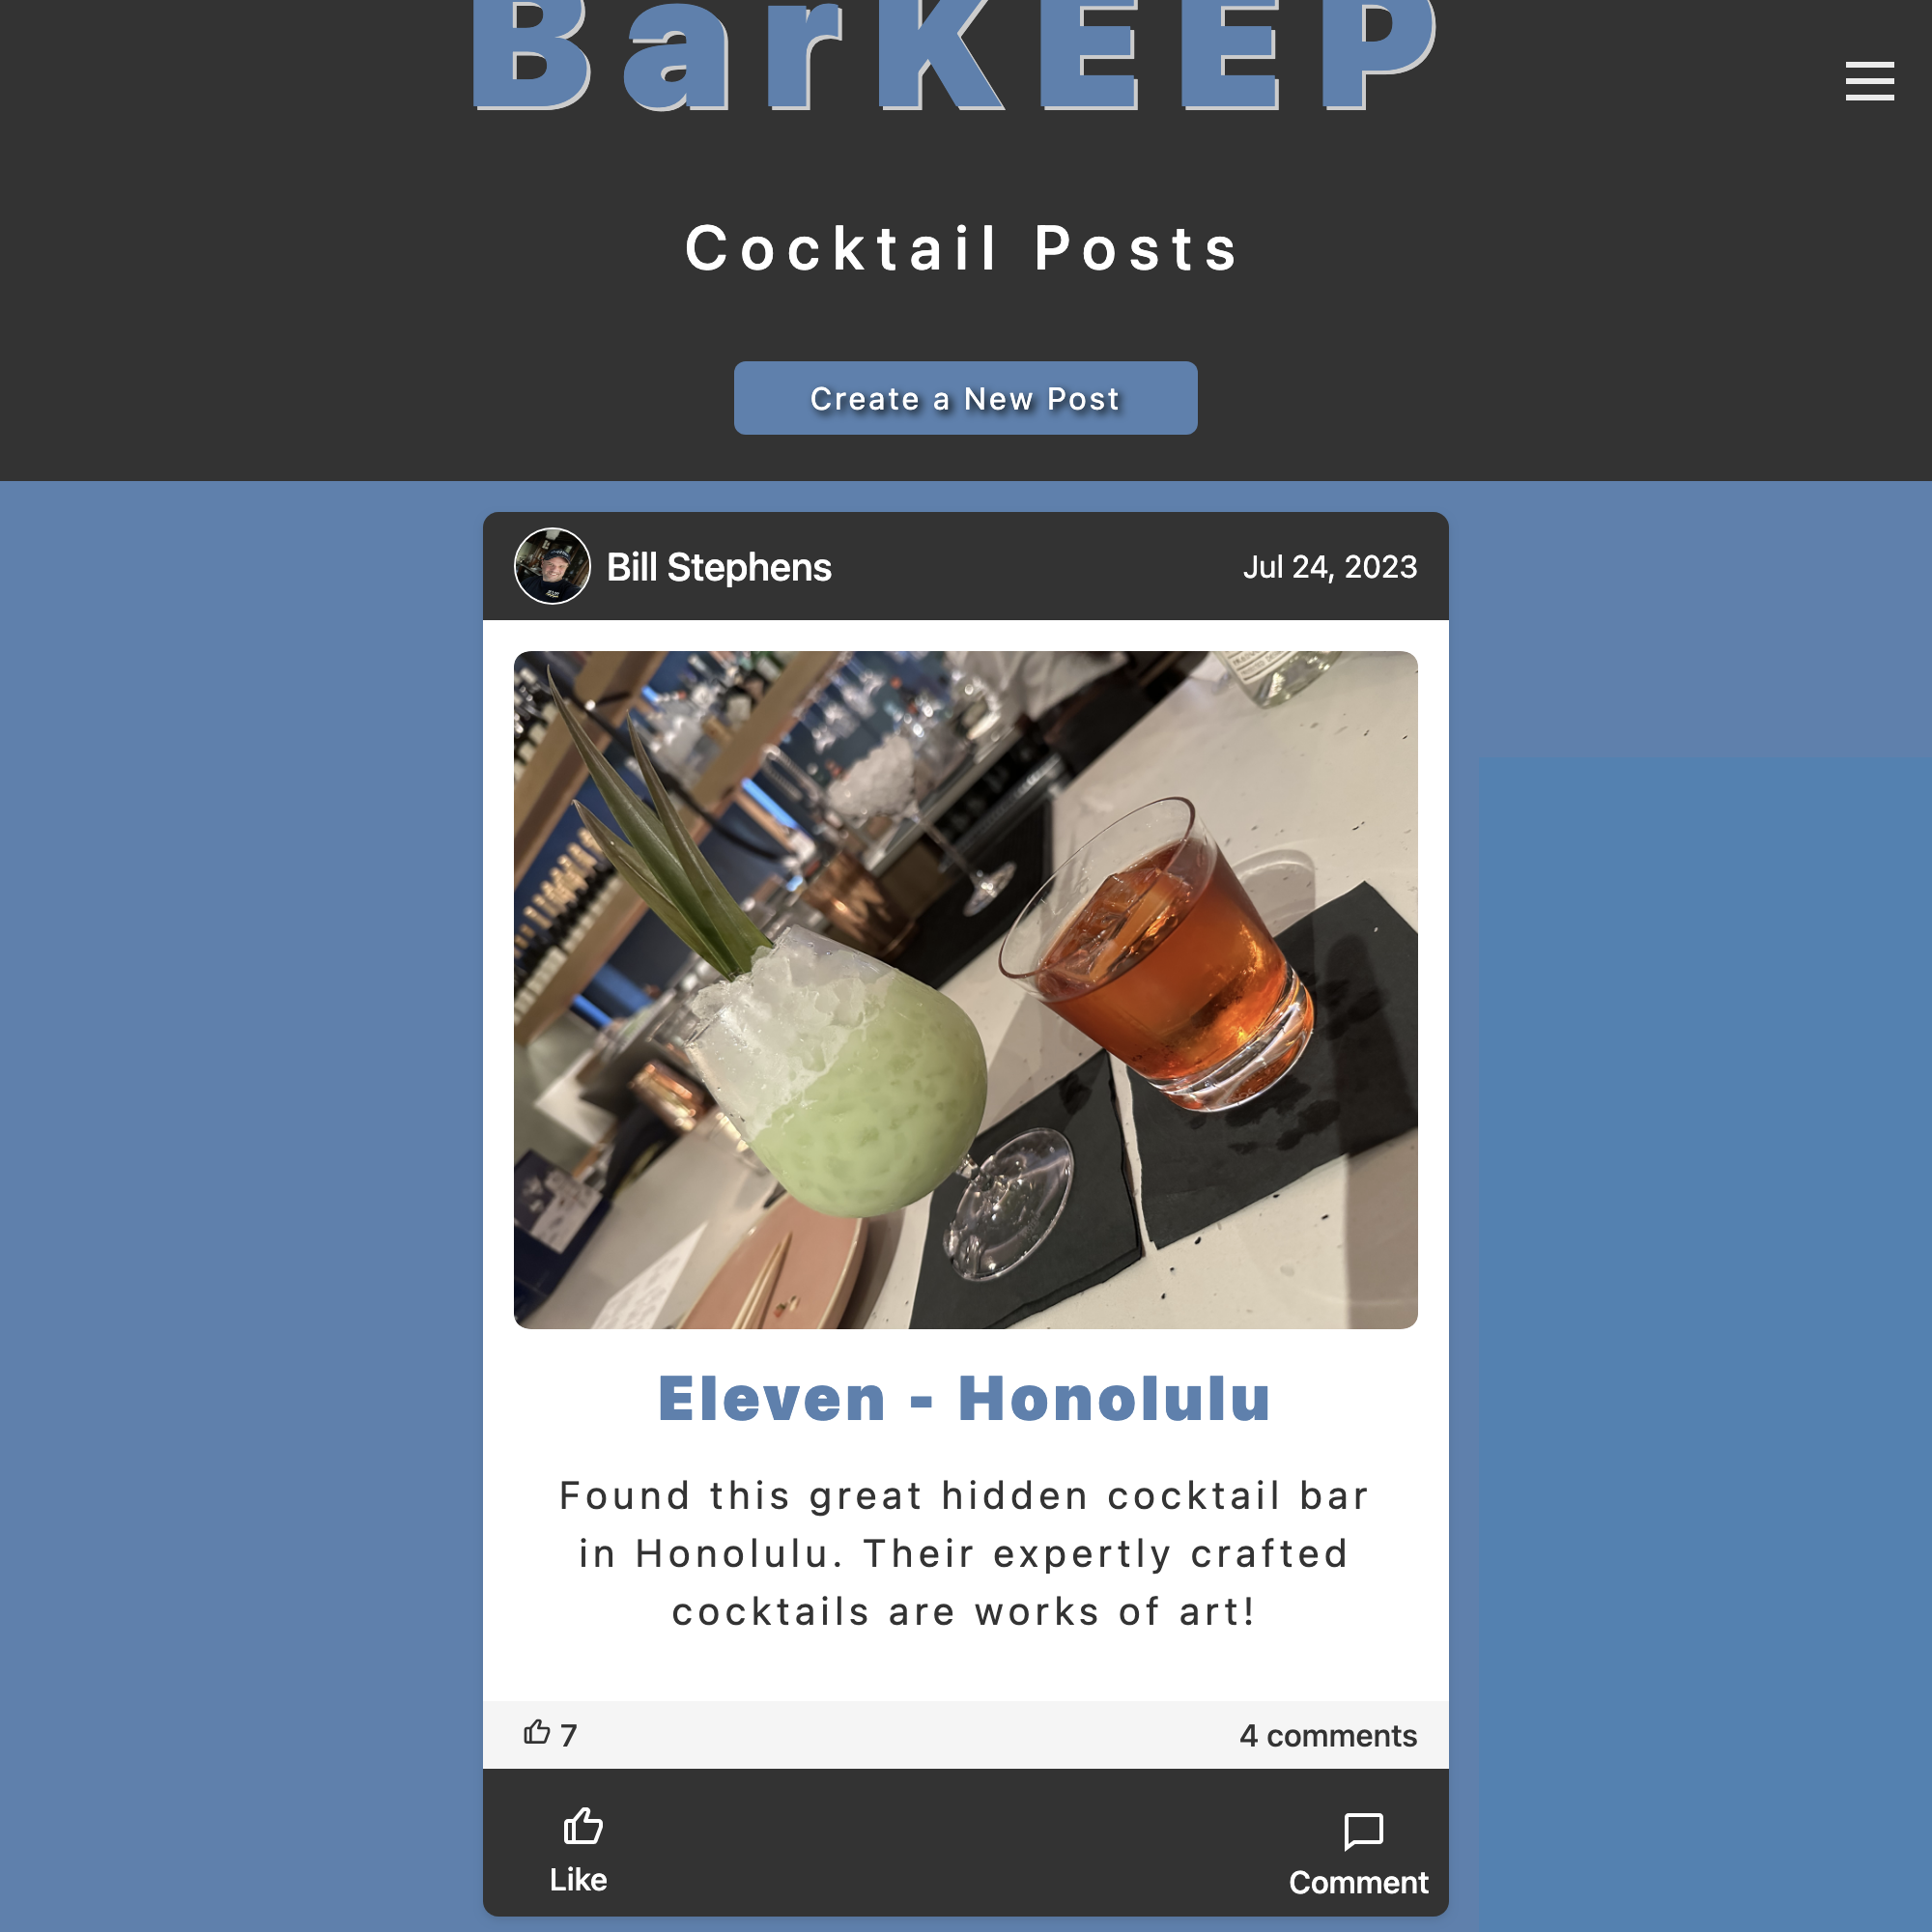 BarKEEP
Cocktail Posts
Create a New Post
Bill Stephens
Jul 24, 2023
Eleven - Honolulu
Found this great hidden cocktail bar
in Honolulu. Their expertly crafted
cocktails are works of art!
7
4 comments
Like
Comment